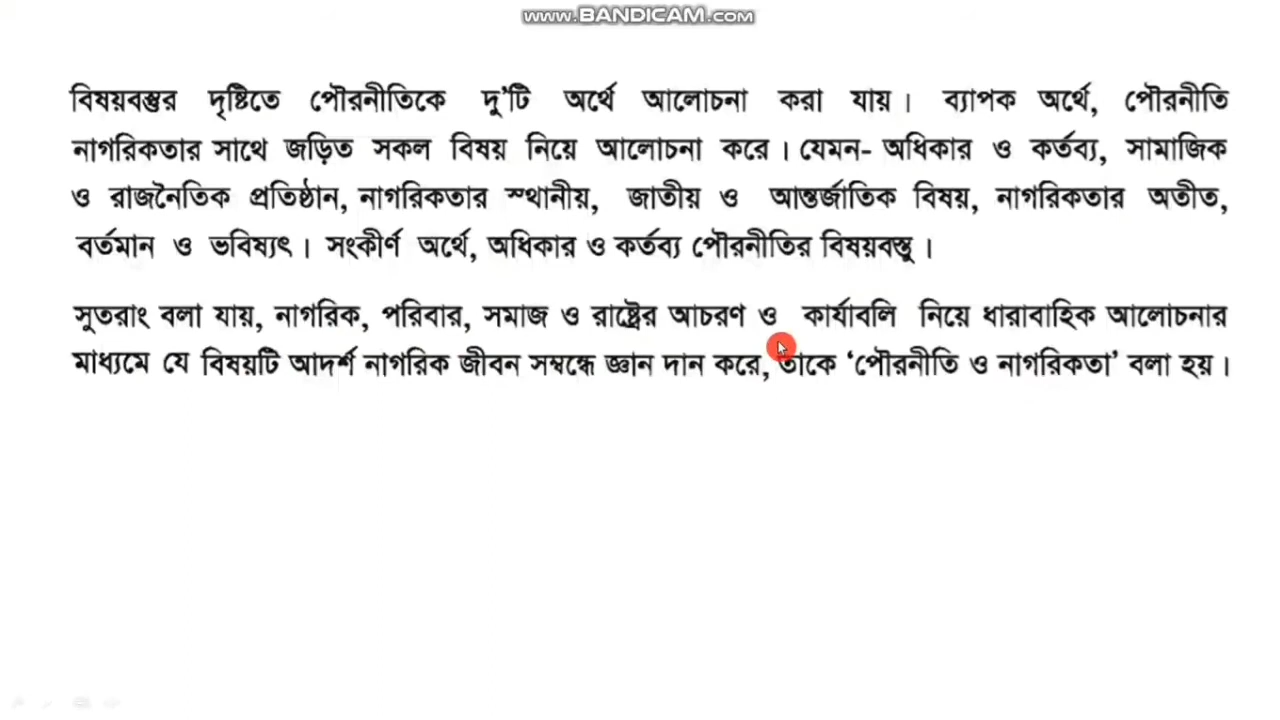 www.BANDICAM.com
বিষয়বস্তুর দৃষ্টিতে পৌরনীতিকে দু’টি অর্থে আলোচনা করা যায়। ব্যাপক অর্থে, পৌরনীতি
নাগরিকতার সাথে জড়িত সকল বিষয় নিয়ে আলোচনা করে। যেমন- অধিকার ও কর্তব্য, সামাজিক
ও রাজনৈতিক প্রতিষ্ঠান, নাগরিকতার স্থানীয়, জাতীয় ও আন্তর্জাতিক বিষয়, নাগরিকতার অতীত,
বর্তমান ও ভবিষ্যৎ। সংকীর্ণ অর্থে, অধিকার ও কর্তব্য পৌরনীতির বিষয়বস্তু।
সুতরাং বলা যায়, নাগরিক, পরিবার, সমাজ ও রাষ্ট্রের আচরণ ও কার্যাবলি নিয়ে ধারাবাহিক আলোচনার
মাধ্যমে যে বিষয়টি আদর্শ নাগরিক জীবন সম্বন্ধে জ্ঞান দান করে, তাকে ‘পৌরনীতি ও নাগরিকতা’ বলা হয়।